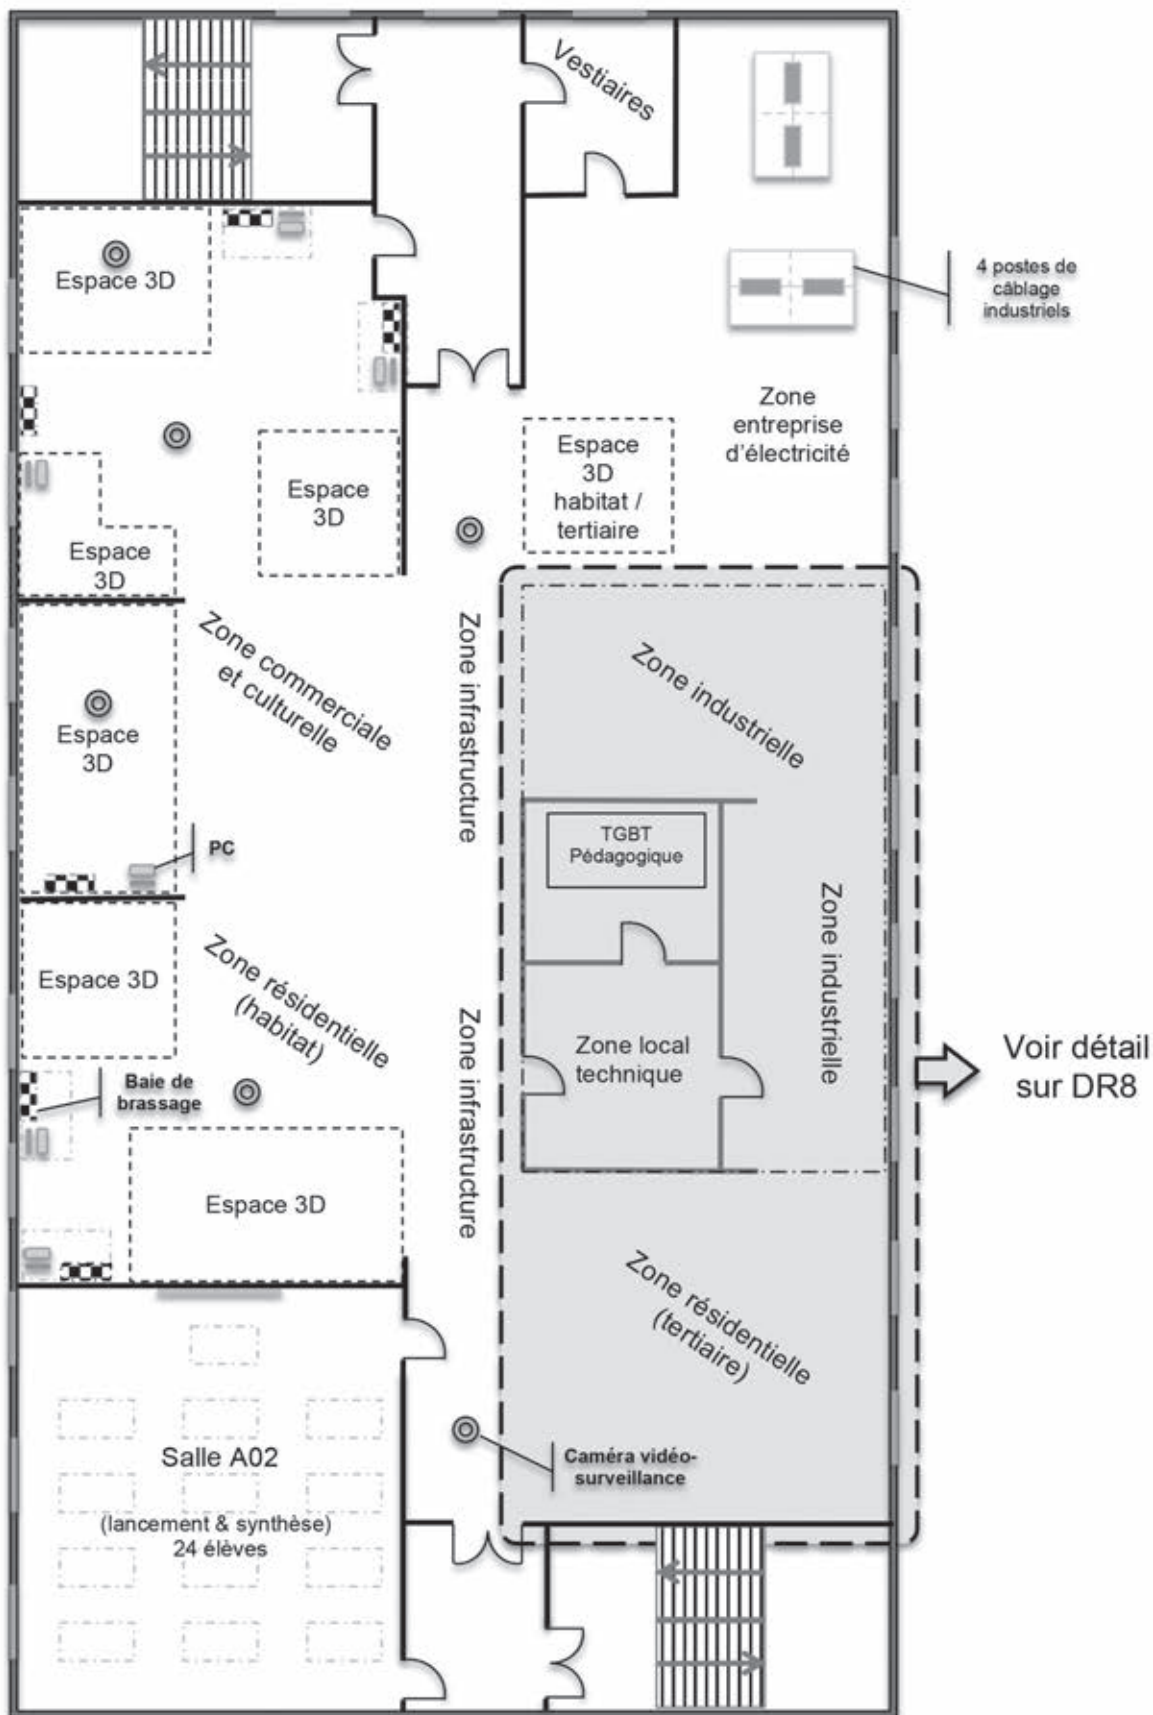 Vestiaires
Espace 3D
4 postes de
câblage
industriels
Zone
entreprise
d'électricité
Espace
3D
habitat /
tertiaire
Espace
3D
Espace
3D
Zone commerciale
et culturelle
Zone infrastructure
Zone industrielle
Espace
3D
TGBT
Pédagogique
PC
Zone industrielle
Espace 3D
Zone résidentielle
(habitat)
Zone infrastructure
Zone local
technique
Voir détail
sur DR8
Baie de
brassage
Espace 3D
Zone résidentielle
(tertiaire)
Salle A02
Caméra vidéo-
surveillance
(lancement & synthèse)
24 élèves